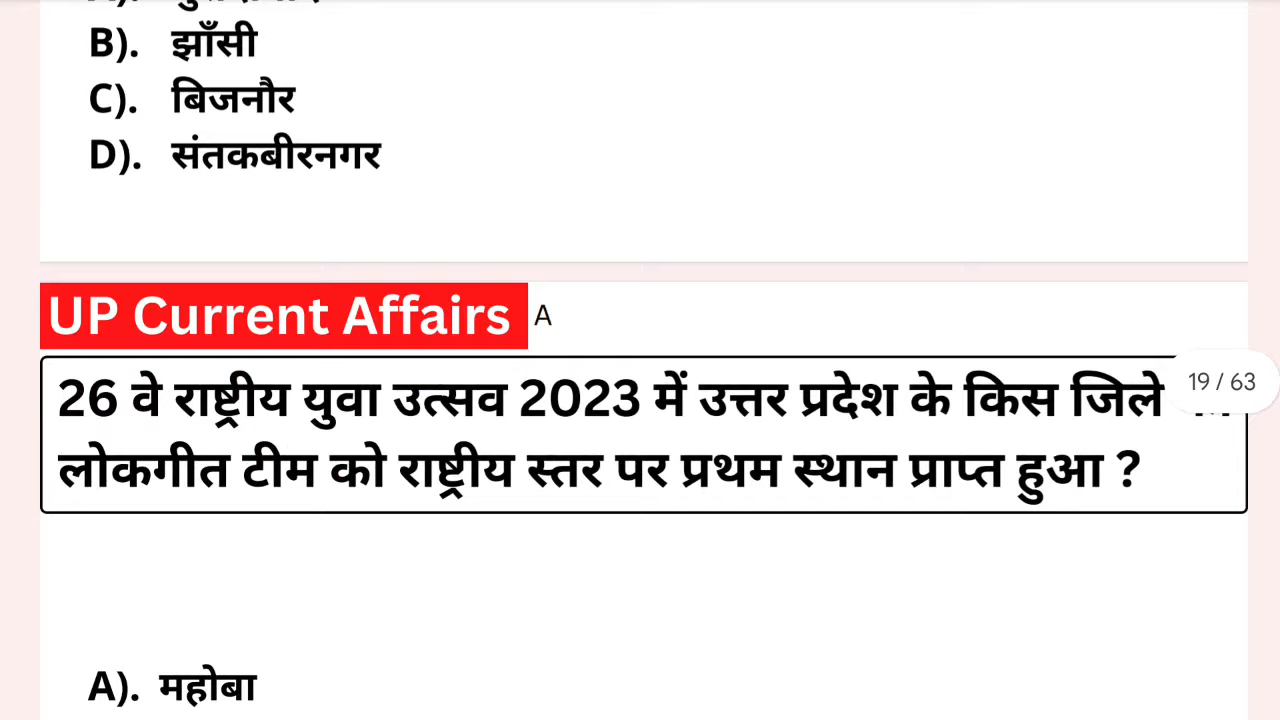 B). झाँसी
C). बिजनौर
D). संतकबीरनगर
UP Current Affairs A
26 वे राष्ट्रीय युवा उत्सव 2023 में उत्तर प्रदेश के किस जिले
19 / 63
लोकगीत टीम को राष्ट्रीय स्तर पर प्रथम स्थान प्राप्त हुआ ?
A). महोबा